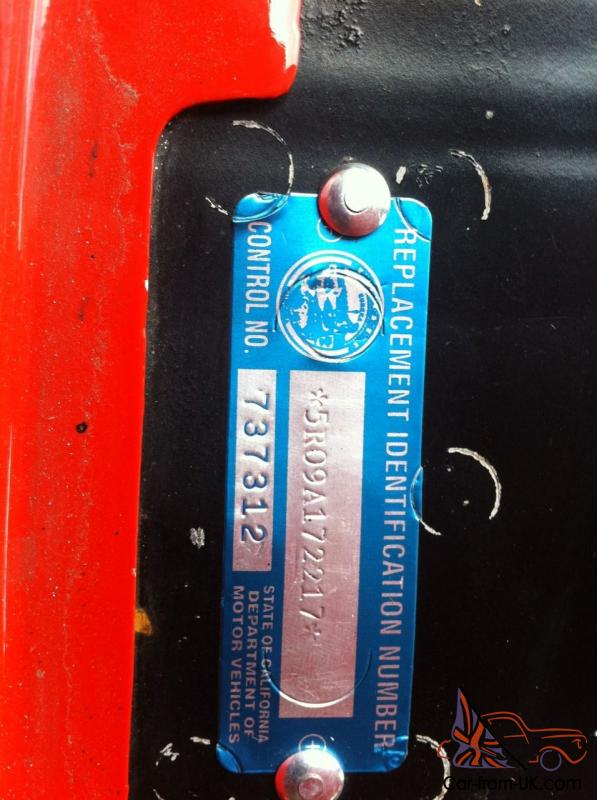 REPLACEMENT IDENTIFICATION NUMBER
*5R09A172217*
CONTROL NO. 737312
STATE OF CALIFORNIA
DEPARTMENT OF
MOTOR VEHICLES
Car-from-UK.com